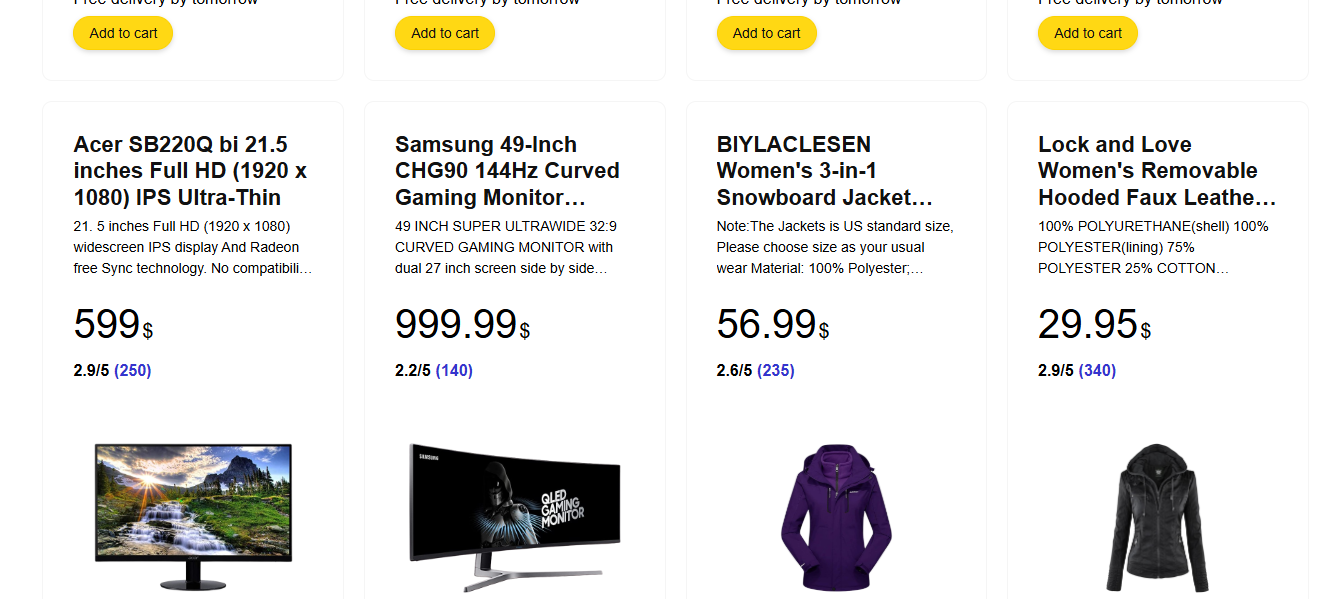 Free delivery by tomorrow
Add to cart
Free delivery by tomorrow
Add to cart
Free delivery by tomorrow
Add to cart
Free delivery by tomorrow
Add to cart
Acer SB220Q bi 21.5
inches Full HD (1920 x
1080) IPS Ultra-Thin
21. 5 inches Full HD (1920 x 1080)
widescreen IPS display And Radeon
free Sync technology. No compatibili…
599$
2.9/5 (250)
Samsung 49-Inch
CHG90 144Hz Curved
Gaming Monitor…
49 INCH SUPER ULTRAWIDE 32:9
CURVED GAMING MONITOR with
dual 27 inch screen side by side…
999.99$
2.2/5 (140)
SAMSUNG
QLED
GAMING
MONITOR
BIYLACLESEN
Women's 3-in-1
Snowboard Jacket…
Note:The Jackets is US standard size,
Please choose size as your usual
wear Material: 100% Polyester;…
56.99$
2.6/5 (235)
Lock and Love
Women's Removable
Hooded Faux Leathe…
100% POLYURETHANE(shell) 100%
POLYESTER(lining) 75%
POLYESTER 25% COTTON…
29.95$
2.9/5 (340)